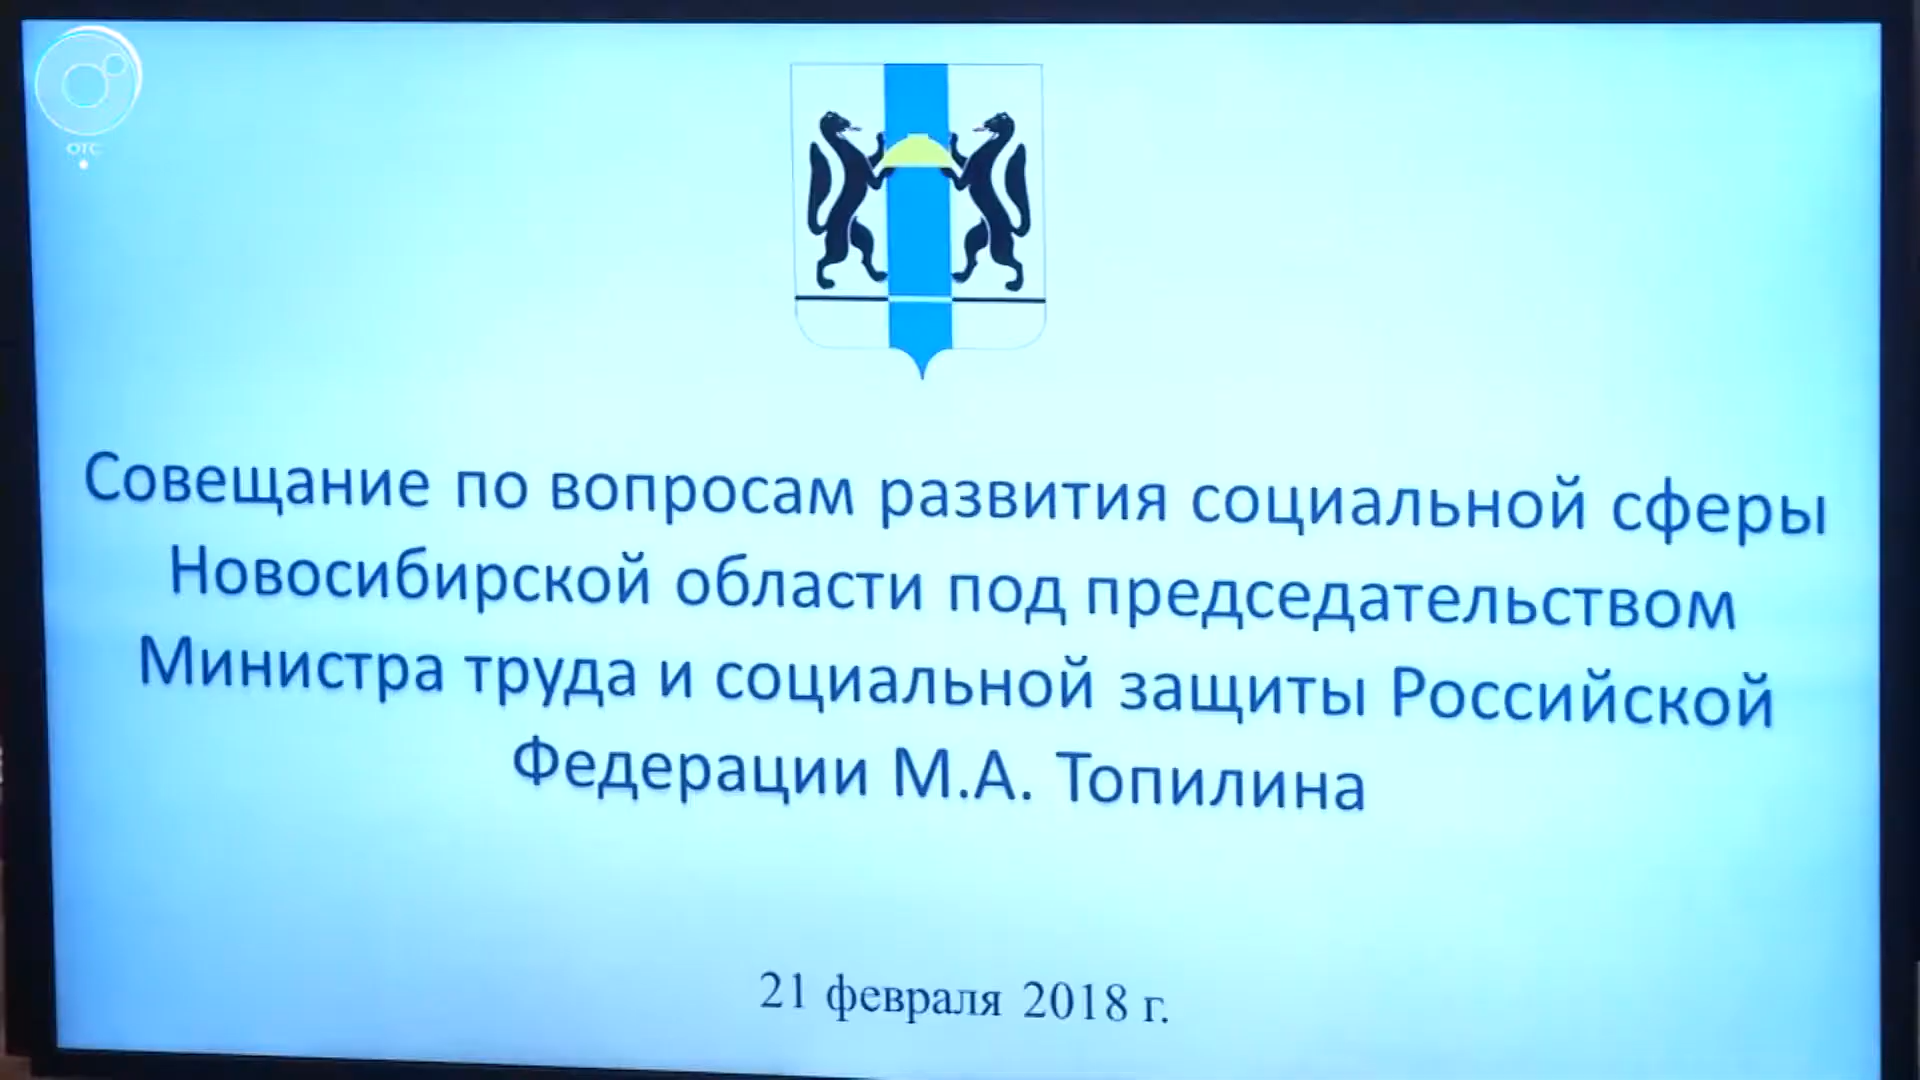 ОТС
Совещание по вопросам развития социальной сферы
Новосибирской области под председательством
Министра труда и социальной защиты Российской
Федерации М.А. Топилина
21 февраля 2018 г.